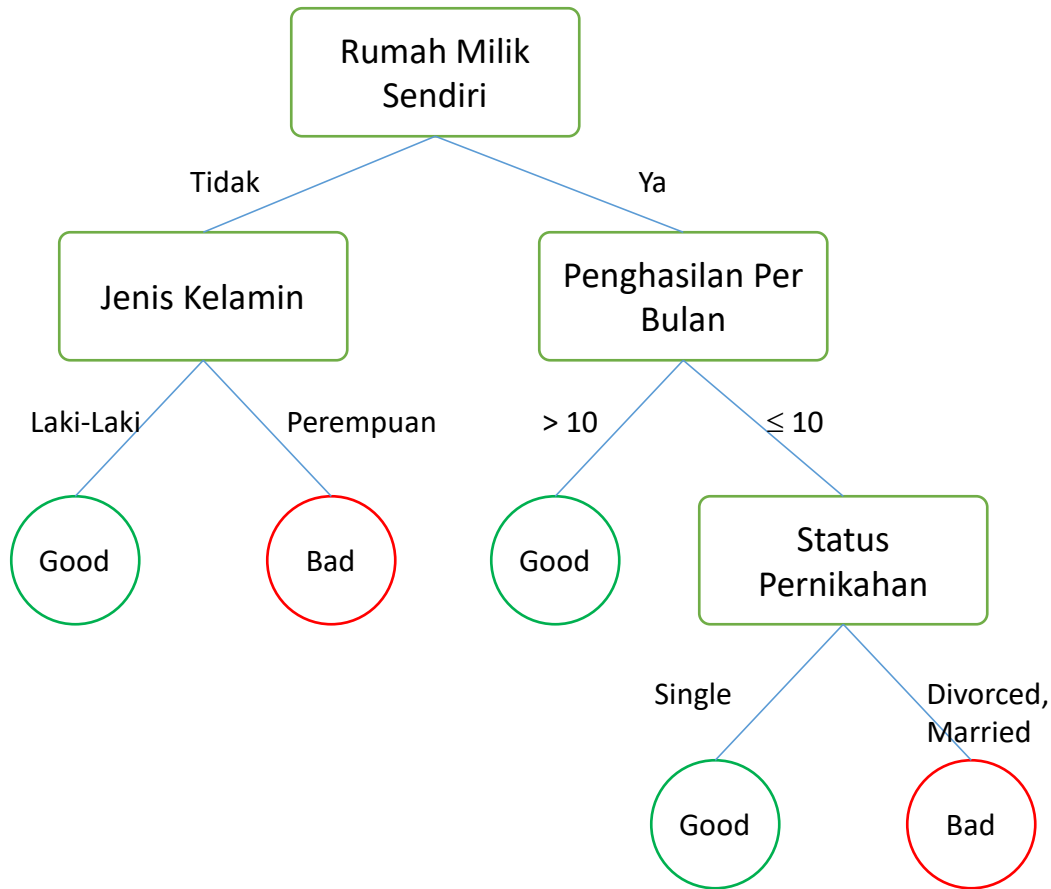 Rumah Milik
Sendiri
Tidak
Ya
Jenis Kelamin
Penghasilan Per
Bulan
Laki-Laki
Perempuan
> 10
≤ 10
Good
Bad
Good
Status
Pernikahan
Single
Divorced,
Married
Good
Bad